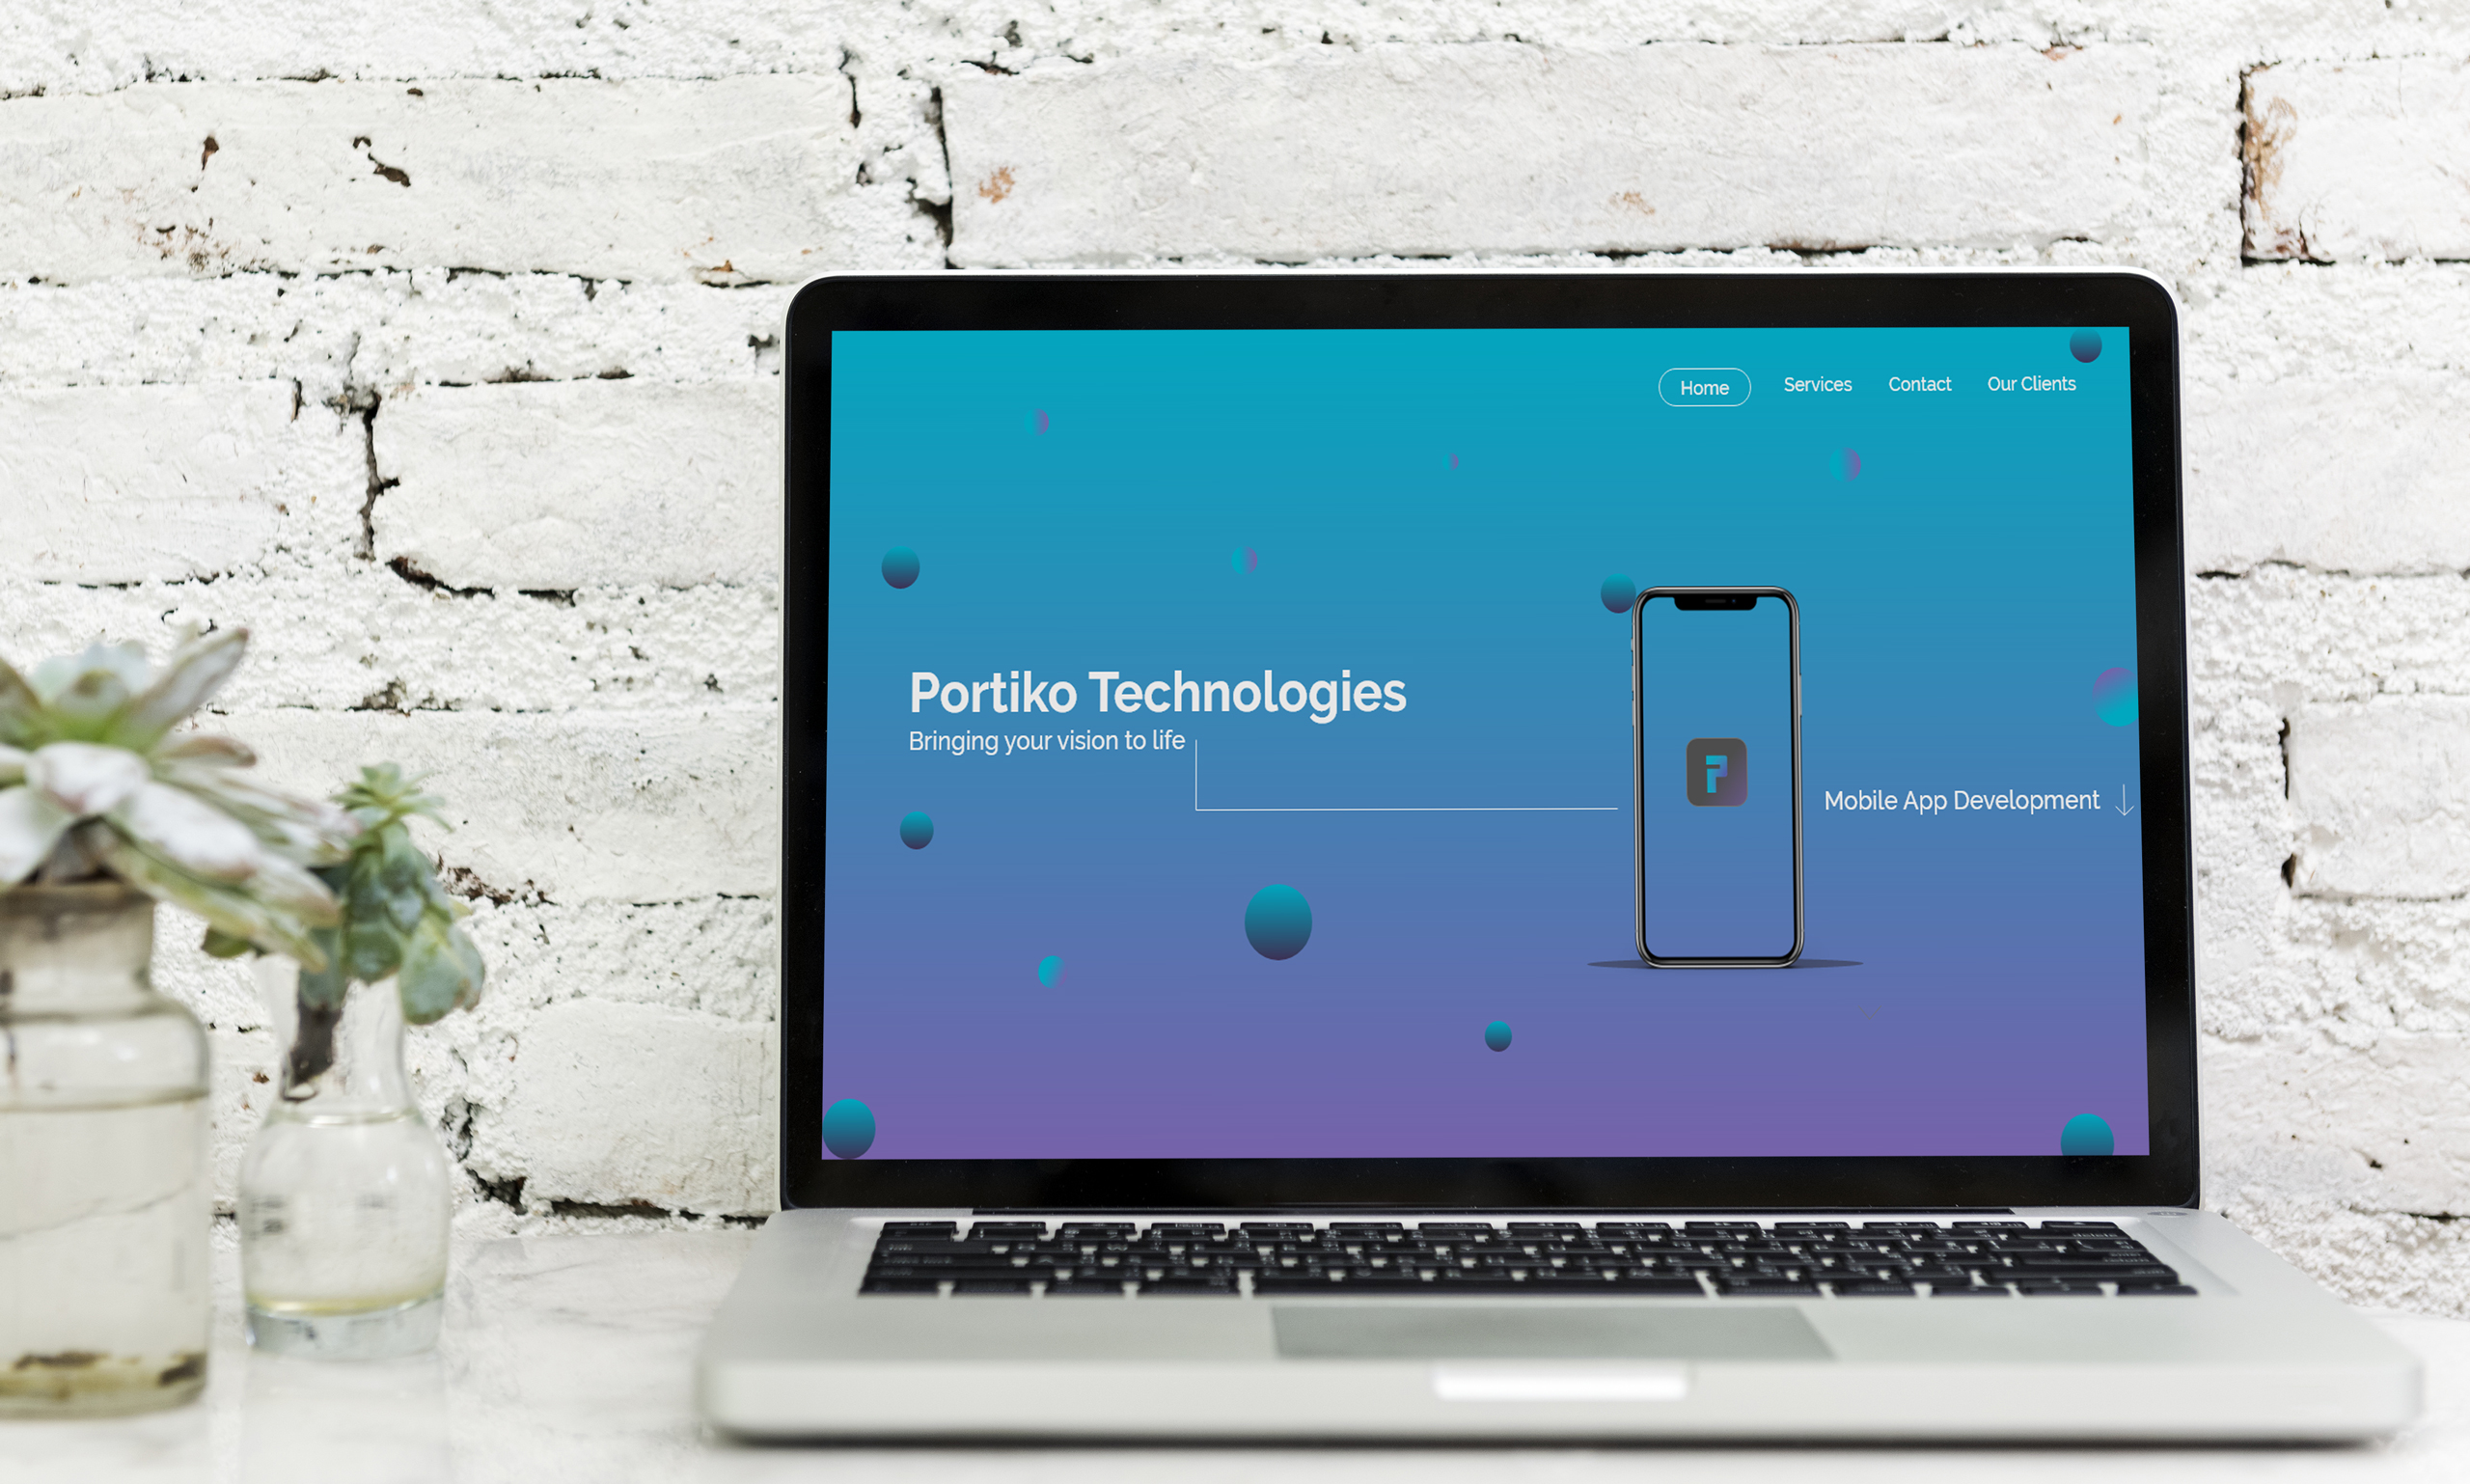 Home Services Contact Our Clients
Portiko Technologies
Bringing your vision to life
Mobile App Development